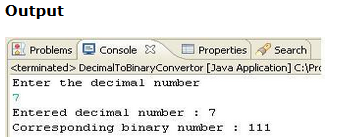 Output
Problems Console Properties Search
<terminated> DecimalToBinaryConvertor [Java Application] C:\Pro
Enter the decimal number
7
Entered decimal number : 7
Corresponding binary number : 111